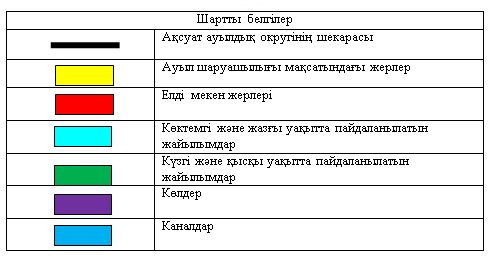 Шартты белгілер
Ақсуат ауылдық округінің шекарасы
Ауыл шаруашылығы мақсатындағы жерлер
Елді мекен жерлері
Көктемгі және жазғы уақытта пайдаланылатын
жайылымдар
Күзгі және қысқы уақытта пайдаланылатын
жайылымдар
Көлдер
Каналдар